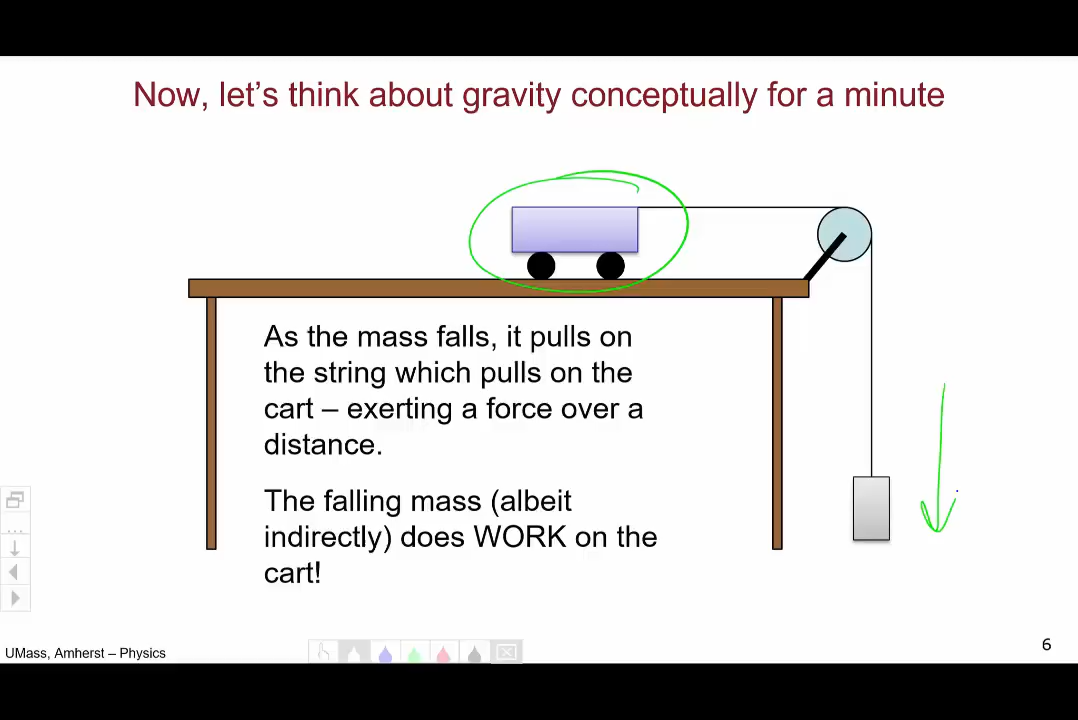 Now, let's think about gravity conceptually for a minute
As the mass falls, it pulls on
the string which pulls on the
cart – exerting a force over a
distance.
The falling mass (albeit
indirectly) does WORK on the
cart!
UMass, Amherst – Physics
6